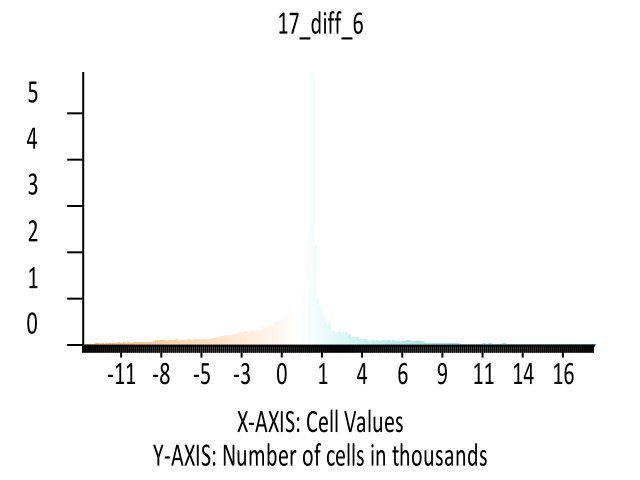 17_diff_6
5
4
3
2
1
0
-11 -8 -5 -3 0 1 4 6 9 11 14 16
X-AXIS: Cell Values
Y-AXIS: Number of cells in thousands